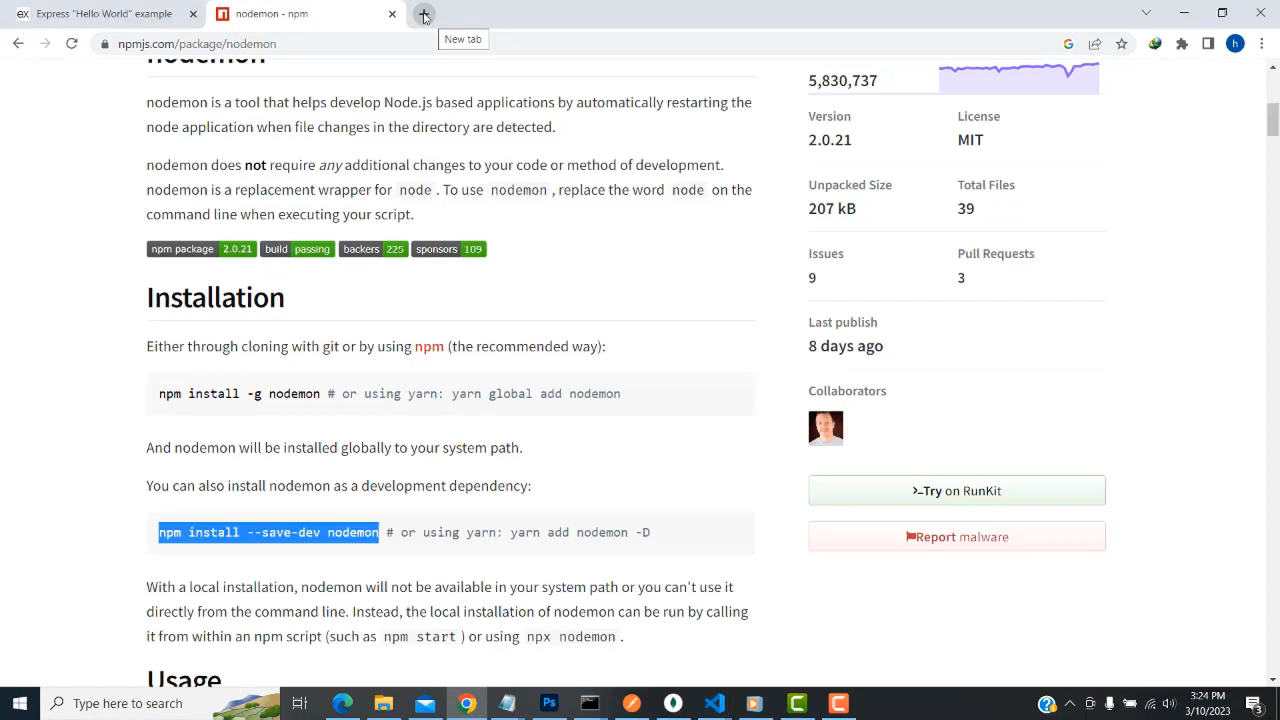 Express "Hello World" example
nodemon - npm
New tab
npmjs.com/package/nodemon
h
nodemon
nodemon is a tool that helps develop Node.js based applications by automatically restarting the
node application when file changes in the directory are detected.
nodemon does not require any additional changes to your code or method of development.
nodemon is a replacement wrapper for node . To use nodemon , replace the word node on the
command line when executing your script.
npm package 2.0.21 build passing backers 225 sponsors 109
Installation
Either through cloning with git or by using npm (the recommended way):
npm install -g nodemon # or using yarn: yarn global add nodemon
And nodemon will be installed globally to your system path.
You can also install nodemon as a development dependency:
npm install --save-dev nodemon # or using yarn: yarn add nodemon -D
With a local installation, nodemon will not be available in your system path or you can't use it
directly from the command line. Instead, the local installation of nodemon can be run by calling
it from within an npm script (such as npm start ) or using npx nodemon .
Usage
5,830,737
Version License
2.0.21 MIT
Unpacked Size Total Files
207 kB 39
Issues Pull Requests
9 3
Last publish
8 days ago
Collaborators
Try on RunKit
Report malware
Type here to search
3:24 PM
3/10/2023